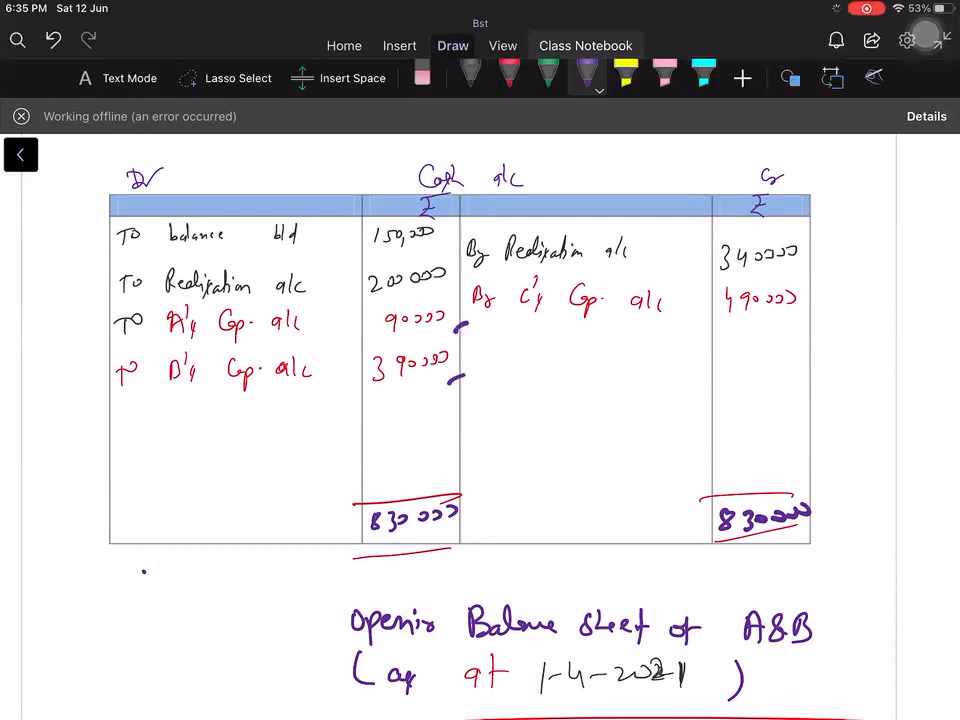 6:35 PM Sat 12 Jun 53%
Bst
Home Insert Draw View Class Notebook
A Text Mode Lasso Select Insert Space
Working offline (an error occurred) Details
Dr Cash a/c Cr
₹ ₹
To balance b/d 150,000
By Realisation a/c 340000
To Realisation a/c 200000
By C's Cap. a/c 490000
To A's Cap. a/c 90000
To B's Cap. a/c 390000
830000 830000
Opening Balance sheet of A&B
(as at 1-4-2021)